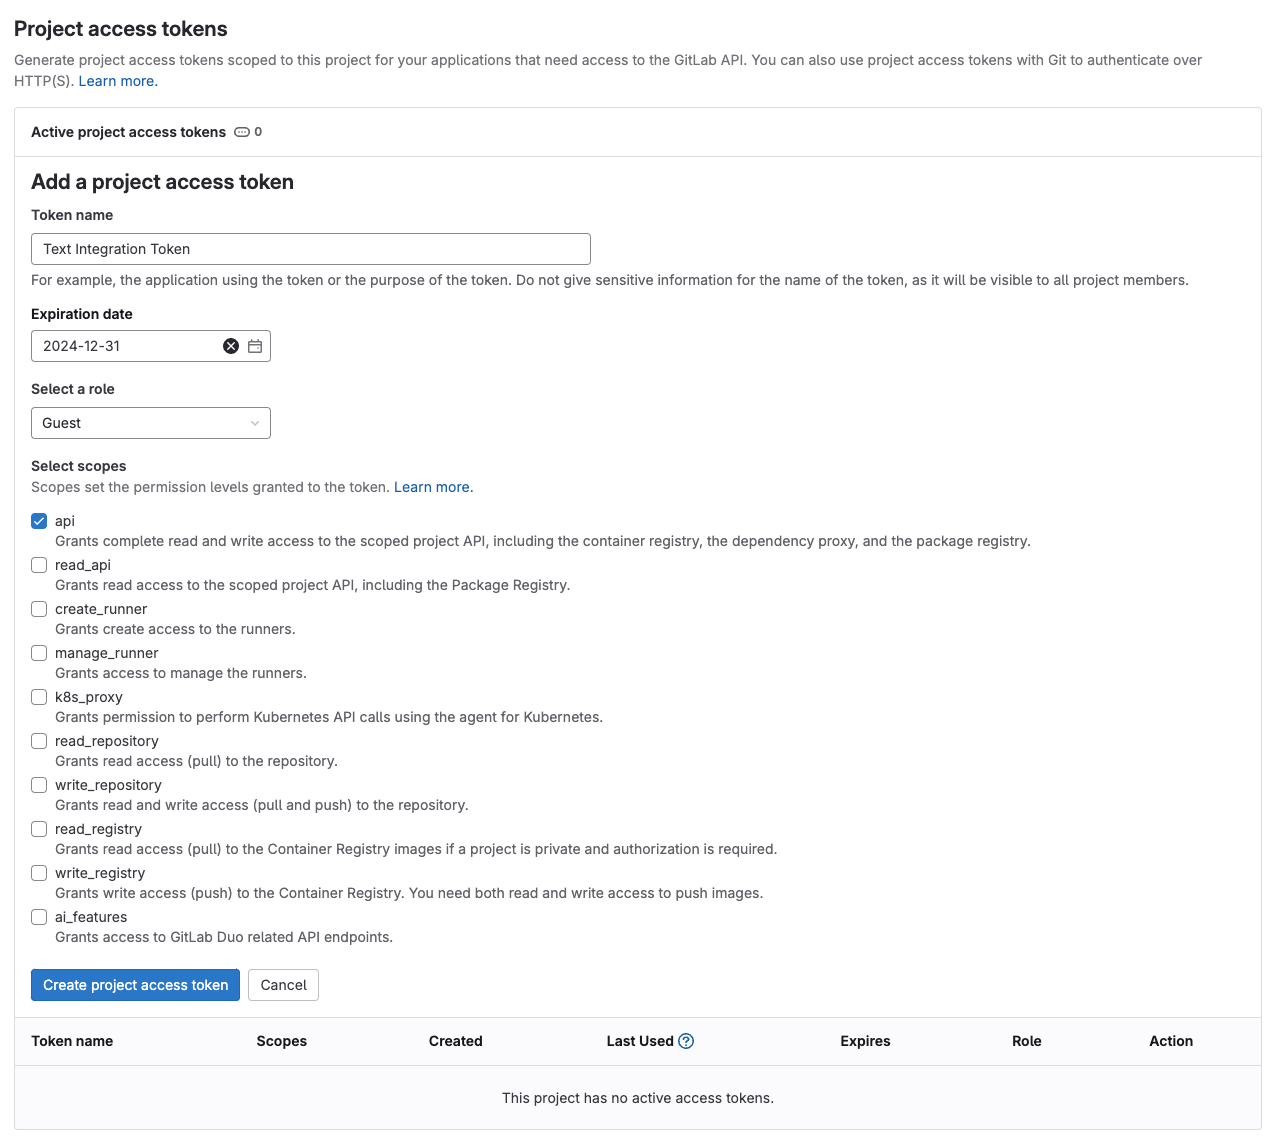 Project access tokens
Generate project access tokens scoped to this project for your applications that need access to the GitLab API. You can also use project access tokens with Git to authenticate over
HTTP(S). Learn more.
Active project access tokens 0
Add a project access token
Token name
Text Integration Token
For example, the application using the token or the purpose of the token. Do not give sensitive information for the name of the token, as it will be visible to all project members.
Expiration date
2024-12-31
Select a role
Guest
Select scopes
Scopes set the permission levels granted to the token. Learn more.
api
Grants complete read and write access to the scoped project API, including the container registry, the dependency proxy, and the package registry.
read_api
Grants read access to the scoped project API, including the Package Registry.
create_runner
Grants create access to the runners.
manage_runner
Grants access to manage the runners.
k8s_proxy
Grants permission to perform Kubernetes API calls using the agent for Kubernetes.
read_repository
Grants read access (pull) to the repository.
write_repository
Grants read and write access (pull and push) to the repository.
read_registry
Grants read access (pull) to the Container Registry images if a project is private and authorization is required.
write_registry
Grants write access (push) to the Container Registry. You need both read and write access to push images.
ai_features
Grants access to GitLab Duo related API endpoints.
Create project access token Cancel
Token name Scopes Created Last Used Expires Role Action
This project has no active access tokens.